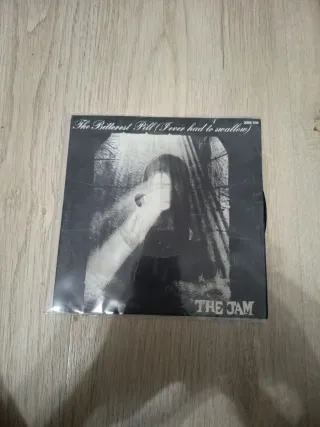 The Bitterest Pill (I ever had to swallow)
THE JAM